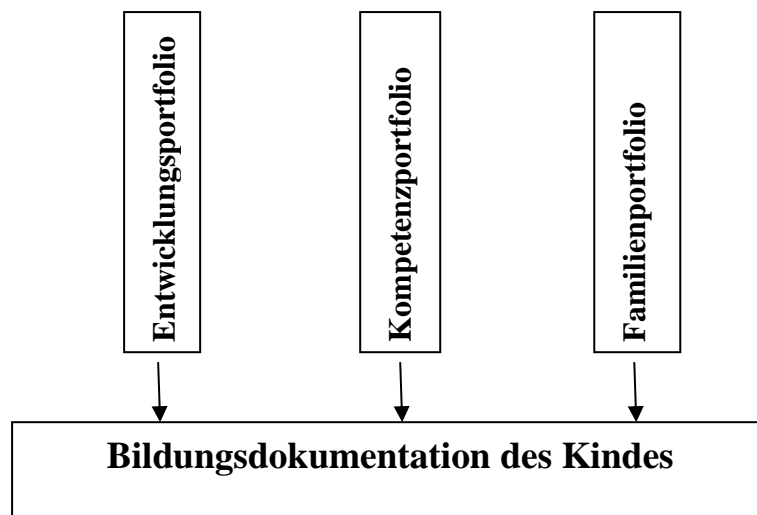 Entwicklungsportfolio
Kompetenzportfolio
Familienportfolio
Bildungsdokumentation des Kindes